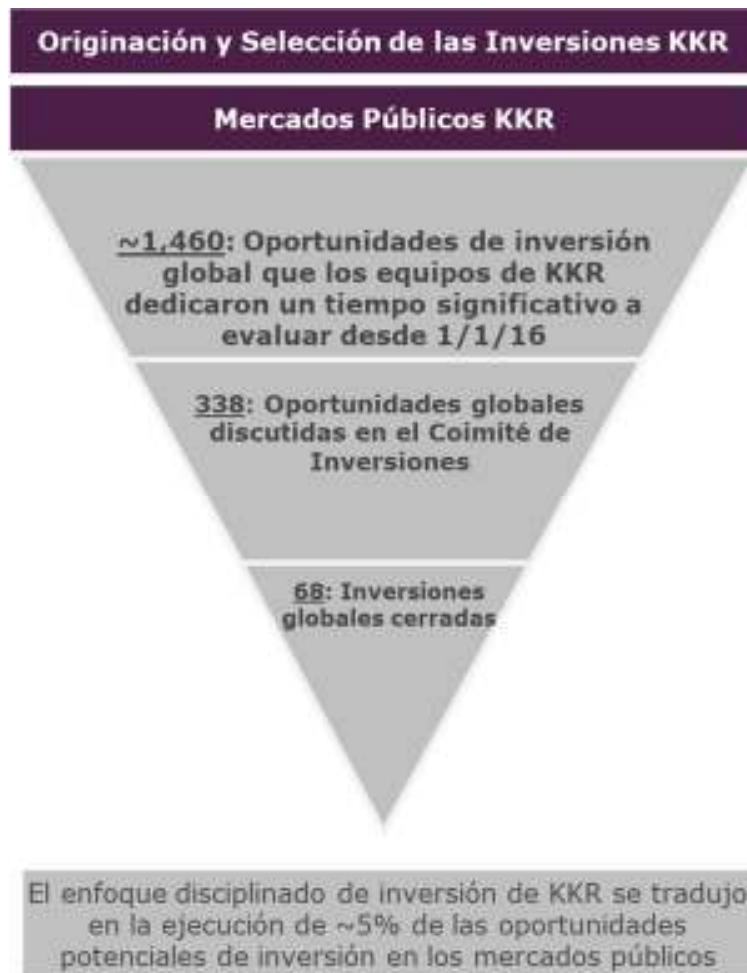 Originación y Selección de las Inversiones KKR
Mercados Públicos KKR
~1,460: Oportunidades de inversión
global que los equipos de KKR
dedicaron un tiempo significativo a
evaluar desde 1/1/16
338: Oportunidades globales
discutidas en el Coimité de
Inversiones
68: Inversiones
globales cerradas
El enfoque disciplinado de inversión de KKR se tradujo
en la ejecución de ~5% de las oportunidades
potenciales de inversión en los mercados públicos